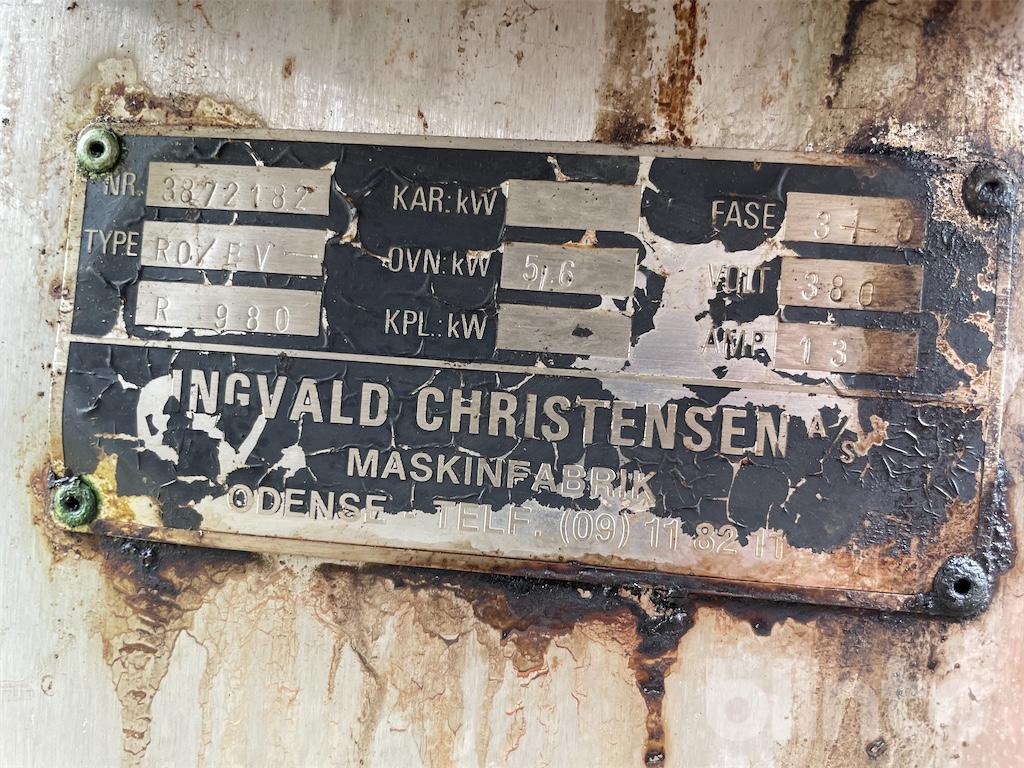 NR. 3872182 KAR:kW FASE 3+0
TYPE RO/EV— OVN:kW 5,6 VOLT 380
R 980 KPL:kW AMP. 13
INGVALD CHRISTENSEN A/S
MASKINFABRIK
ODENSE - TELF. (09) 11 82 11